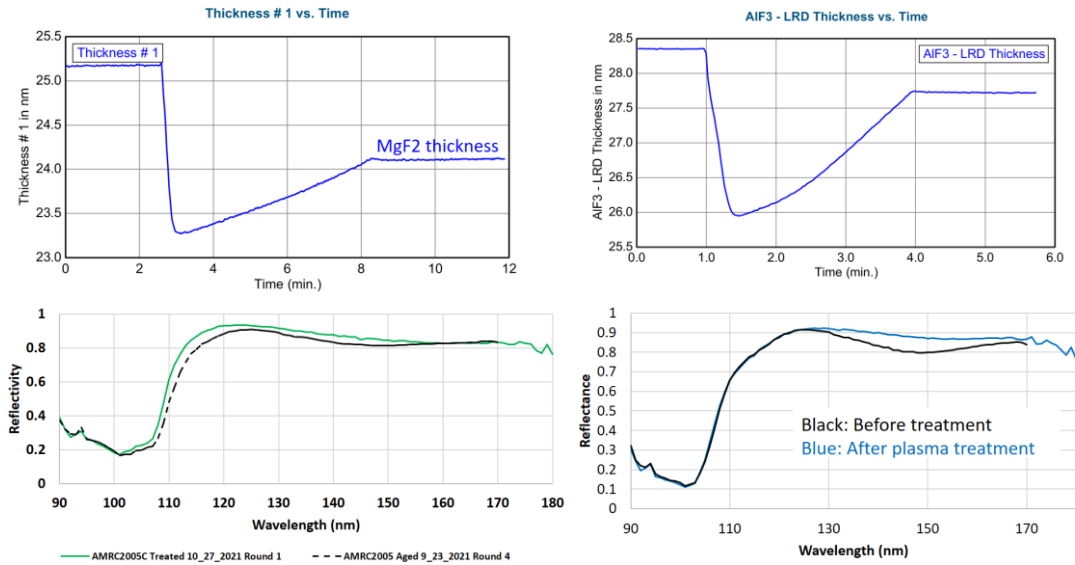 Thickness # 1 vs. Time
Thickness # 1 in nm
25.5
25.0
24.5
24.0
23.5
23.0
Thickness # 1
MgF2 thickness
0 2 4 6 8 10 12
Time (min.)
AlF3 - LRD Thickness vs. Time
AlF3 - LRD Thickness in nm
28.5
28.0
27.5
27.0
26.5
26.0
25.5
AlF3 - LRD Thickness
0.0 1.0 2.0 3.0 4.0 5.0 6.0
Time (min.)
Reflectivity
1
0.8
0.6
0.4
0.2
0
90 100 110 120 130 140 150 160 170 180
Wavelength (nm)
AMRC2005C Treated 10_27_2021 Round 1
AMRC2005 Aged 9_23_2021 Round 4
Reflectance
1
0.9
0.8
0.7
0.6
0.5
0.4
0.3
0.2
0.1
0
Black: Before treatment
Blue: After plasma treatment
90 110 130 150 170
Wavelength (nm)